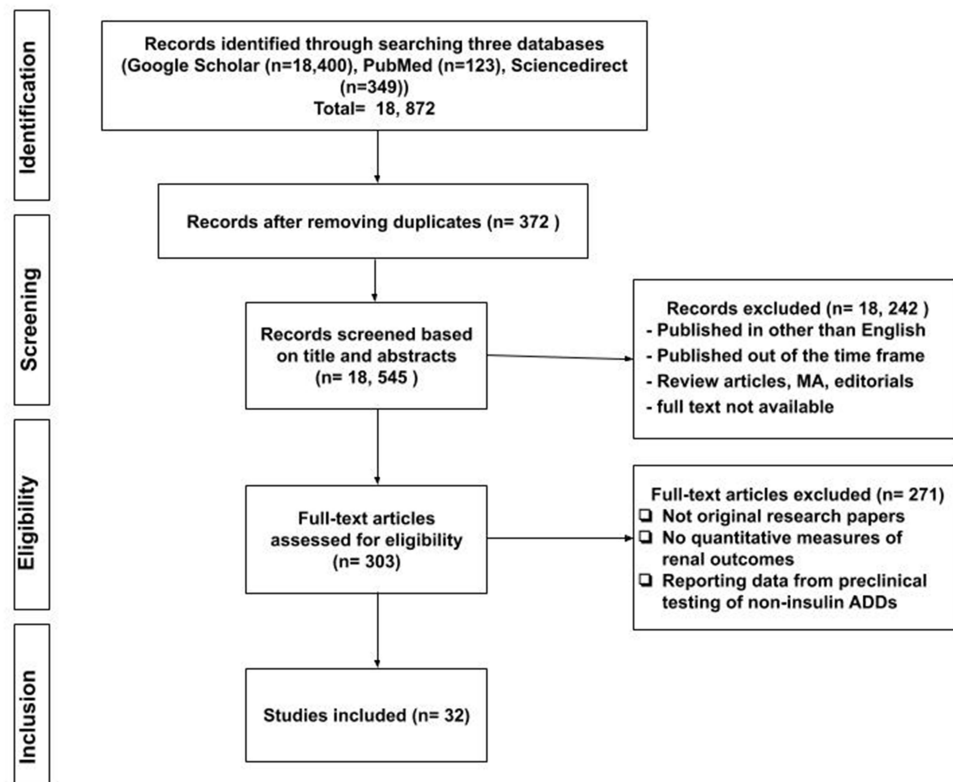 Identification
Records identified through searching three databases
(Google Scholar (n=18,400), PubMed (n=123), Sciencedirect
(n=349))
Total= 18, 872
Records after removing duplicates (n= 372 )
Screening
Records screened based
on title and abstracts
(n= 18, 545 )
Records excluded (n= 18, 242 )
- Published in other than English
- Published out of the time frame
- Review articles, MA, editorials
- full text not available
Eligibility
Full-text articles
assessed for eligibility
(n= 303)
Full-text articles excluded (n= 271)
❑ Not original research papers
❑ No quantitative measures of
renal outcomes
❑ Reporting data from preclinical
testing of non-insulin ADDs
Inclusion
Studies included (n= 32)